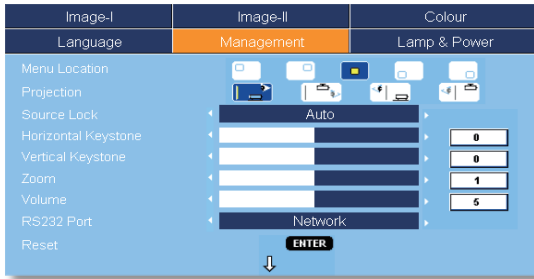 Image-I Image-II Colour
Language Management Lamp & Power
Menu Location
Projection
Source Lock Auto
Horizontal Keystone 0
Vertical Keystone 0
Zoom 1
Volume 5
RS232 Port Network
Reset ENTER